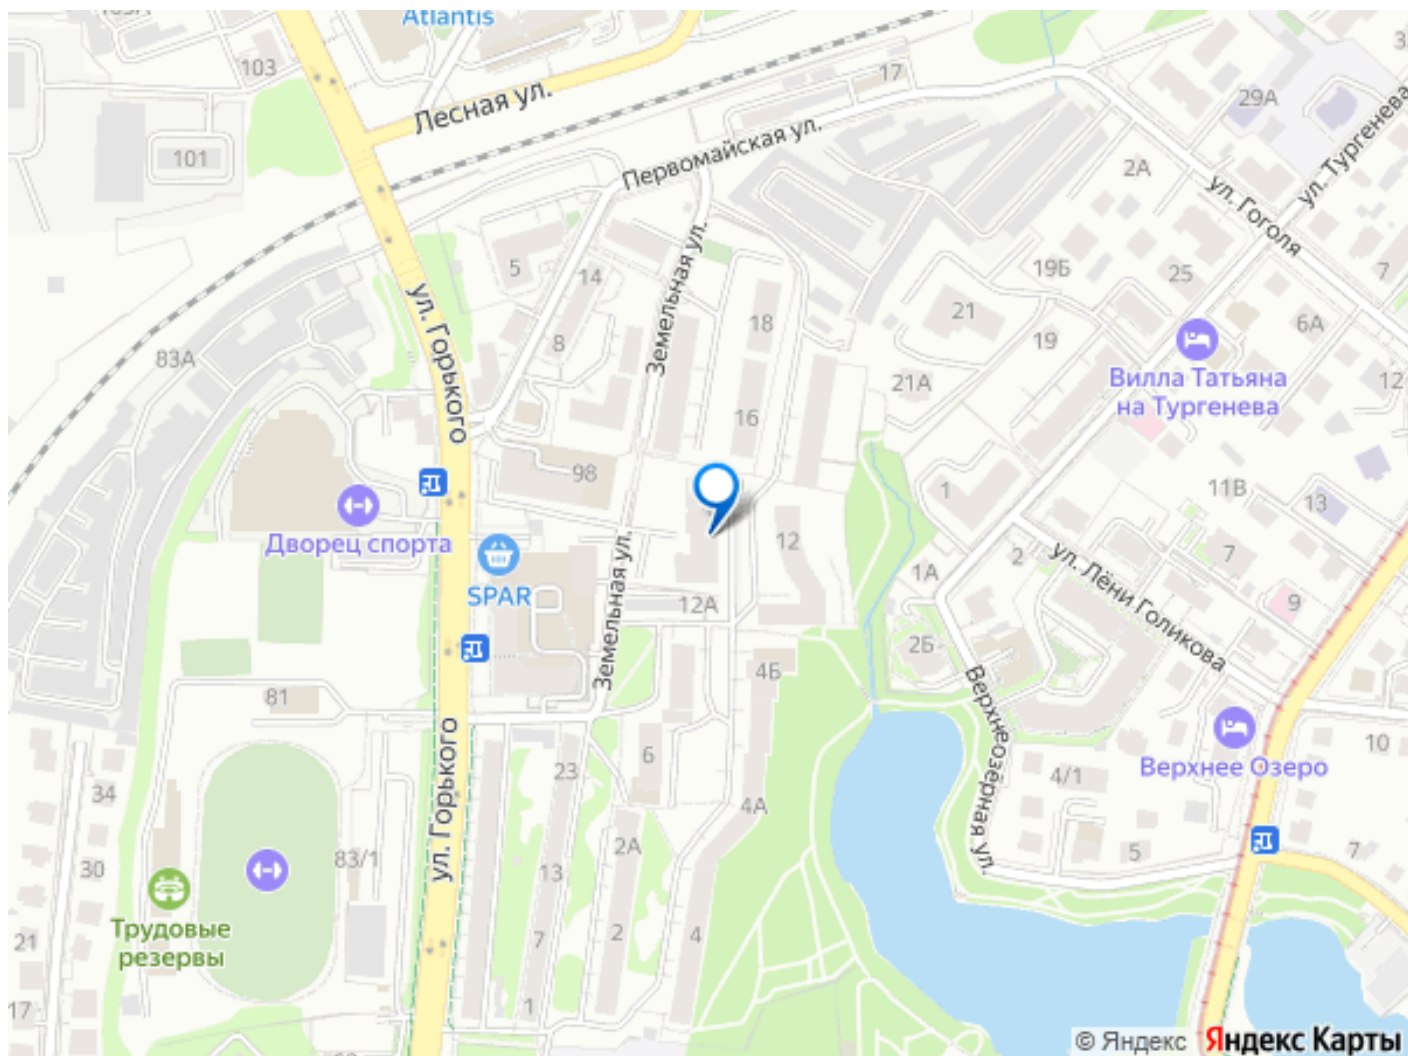 Atlantis
103
Лесная ул.
17
29А
101
Первомайская ул.
2А
ул. Тургенева
ул. Гоголя
5
14
Земельная ул.
19Б
25
7
ул. Горького
8
18
21
19
6А
83А
Вилла Татьяна
на Тургенева
12
21А
16
98
1
11В
13
Дворец спорта
12
2
7
SPAR
1А
ул. Лёни Голикова
9
12А
Земельная ул.
2Б
4Б
81
Верхнеозёрная ул.
ул. Горького
6
23
4/1
Верхнее Озеро
10
34
4А
2А
5
7
30
83/1
13
Трудовые
резервы
21
7
2
4
17
1
© Яндекс Яндекс Карты